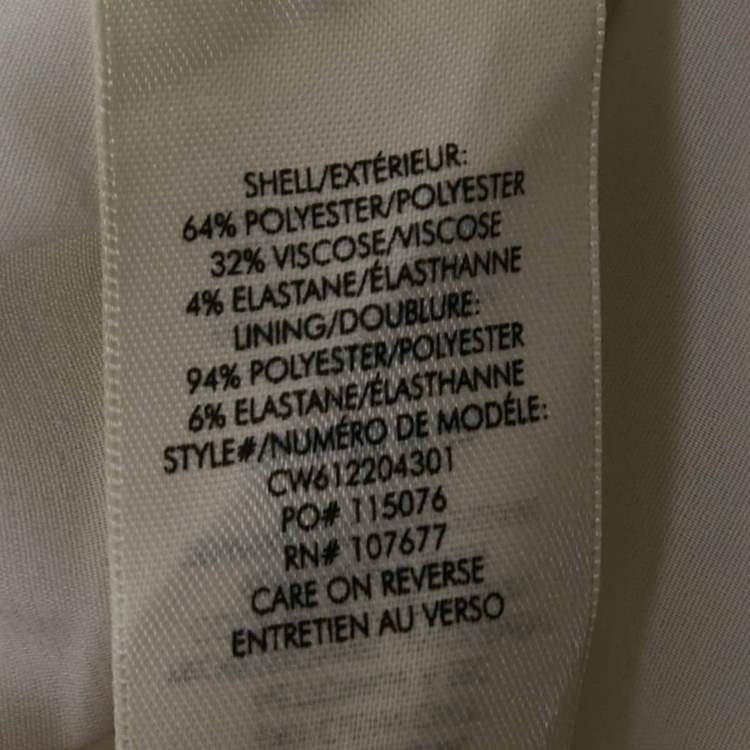 SHELL/EXTÉRIEUR:
64% POLYESTER/POLYESTER
32% VISCOSE/VISCOSE
4% ELASTANE/ÉLASTHANNE
LINING/DOUBLURE:
94% POLYESTER/POLYESTER
6% ELASTANE/ÉLASTHANNE
STYLE#/NUMÉRO DE MODÉLE:
CW612204301
PO# 115076
RN# 107677
CARE ON REVERSE
ENTRETIEN AU VERSO